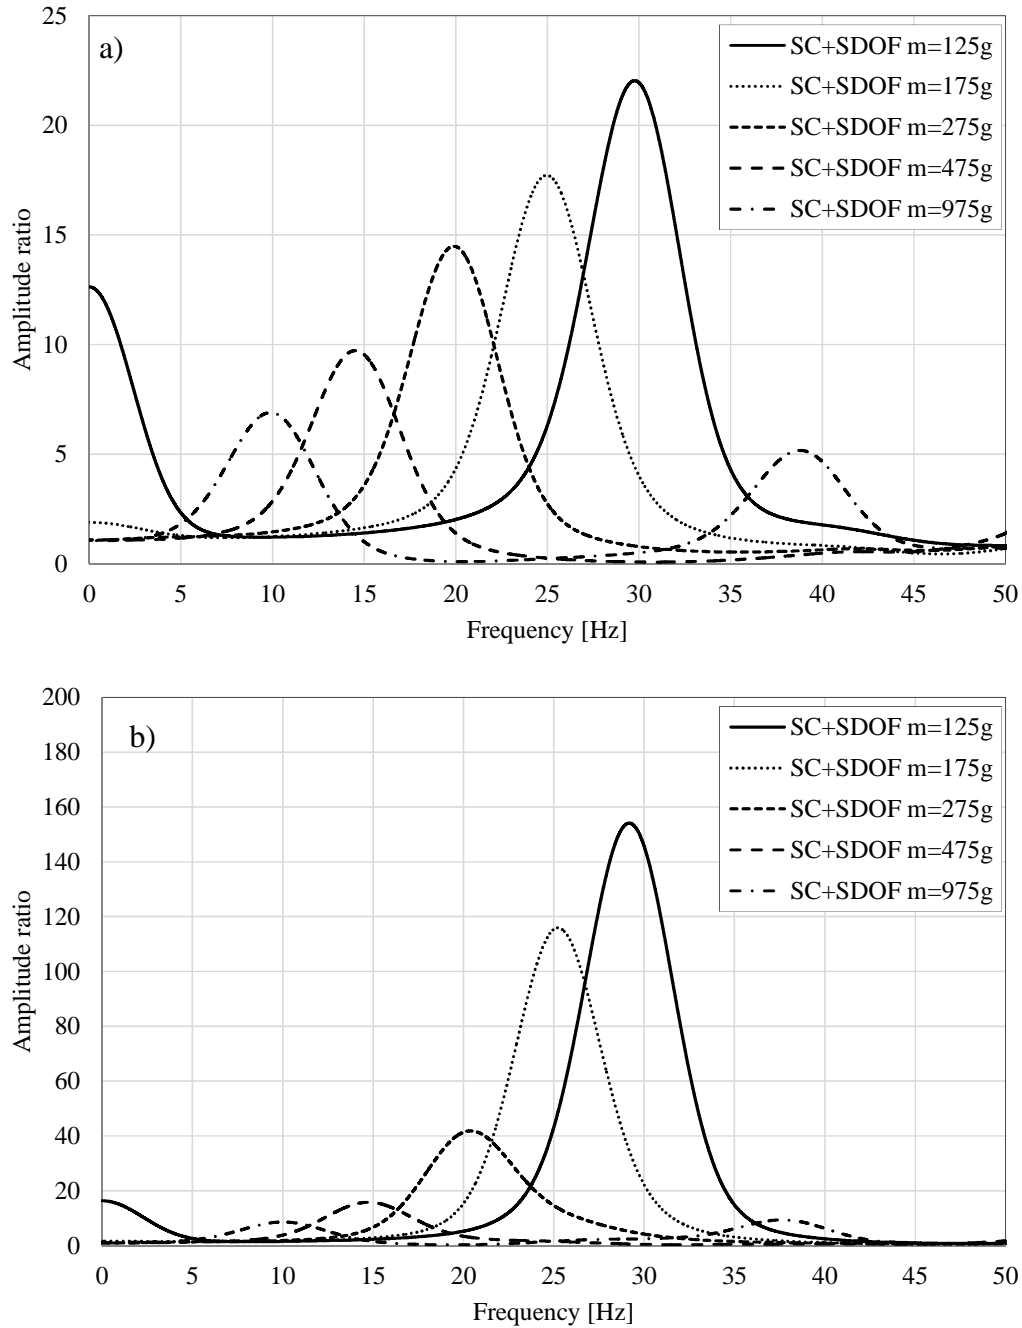 a)
SC+SDOF m=125g
SC+SDOF m=175g
SC+SDOF m=275g
SC+SDOF m=475g
SC+SDOF m=975g
25
20
15
10
5
0
Amplitude ratio
0 5 10 15 20 25 30 35 40 45 50
Frequency [Hz]
b)
SC+SDOF m=125g
SC+SDOF m=175g
SC+SDOF m=275g
SC+SDOF m=475g
SC+SDOF m=975g
200
180
160
140
120
100
80
60
40
20
0
Amplitude ratio
0 5 10 15 20 25 30 35 40 45 50
Frequency [Hz]